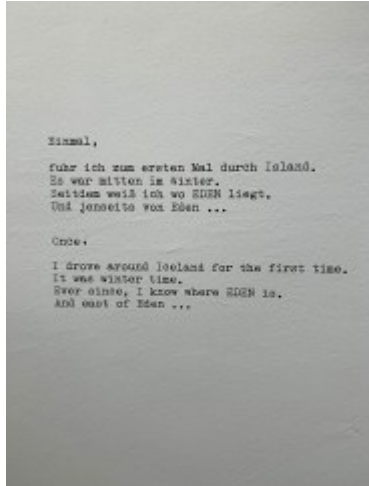 Einmal,
fuhr ich zum ersten Mal durch Island.
Es war mitten im Winter.
Seitdem weiß ich wo EDEN liegt.
Und jenseits von Eden ...
Once,
I drove around Iceland for the first time.
It was winter time.
Ever since, I know where EDEN is.
And east of Eden ...